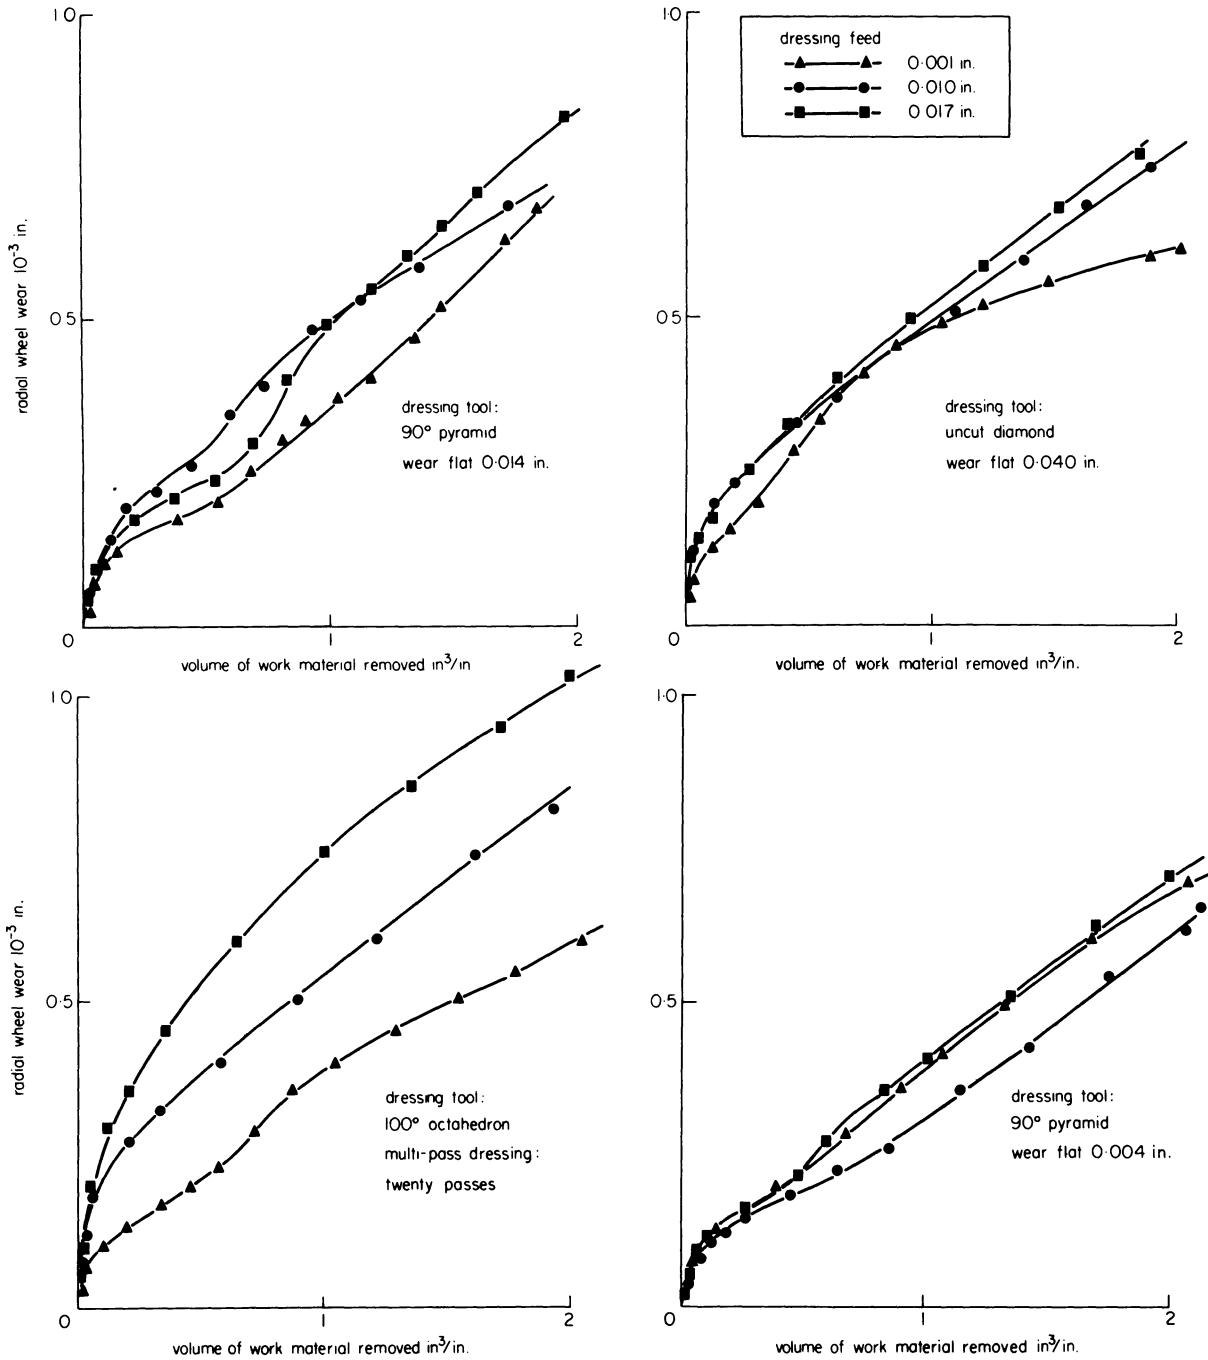 1·0
radial wheel wear 10⁻³ in.
0·5
dressing tool:
90° pyramid
wear flat 0·014 in.
0
1
2
volume of work material removed in³/in
1·0
dressing feed
0·001 in.
0·010 in.
0 017 in.
0·5
dressing tool:
uncut diamond
wear flat 0·040 in.
0
1
2
volume of work material removed in³/in.
1 0
radial wheel wear 10⁻³ in.
0·5
dressing tool:
100° octahedron
multi-pass dressing:
twenty passes
0
1
2
volume of work material removed in³/in.
1·0
0·5
dressing tool:
90° pyramid
wear flat 0·004 in.
0
1
2
volume of work material removed in³/in.